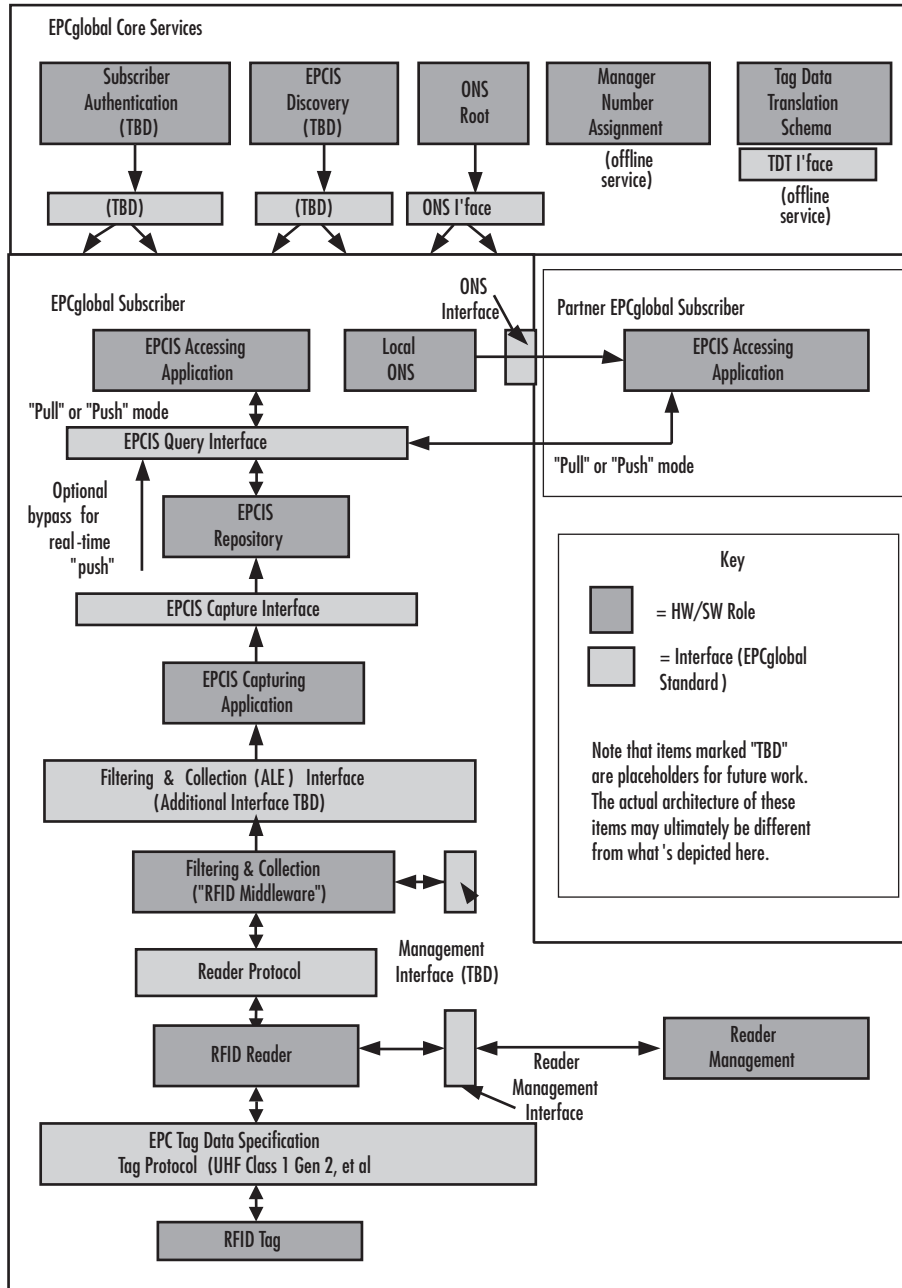 EPCglobal Core Services
Subscriber
Authentication
(TBD)
EPCIS
Discovery
(TBD)
ONS
Root
Manager
Number
Assignment
(offline
service)
Tag Data
Translation
Schema
TDT I'face
(offline
service)
(TBD)
(TBD)
ONS I'face
EPCglobal Subscriber
ONS
Interface
Partner EPCglobal Subscriber
EPCIS Accessing
Application
Local
ONS
EPCIS Accessing
Application
"Pull" or "Push" mode
EPCIS Query Interface
"Pull" or "Push" mode
Optional
bypass for
real-time
"push"
EPCIS
Repository
EPCIS Capture Interface
EPCIS Capturing
Application
Filtering & Collection (ALE) Interface
(Additional Interface TBD)
Filtering & Collection
("RFID Middleware")
Management
Interface (TBD)
Reader Protocol
RFID Reader
Reader
Management
Interface
Reader
Management
EPC Tag Data Specification
Tag Protocol (UHF Class 1 Gen 2, et al
RFID Tag
Key
= HW/SW Role
= Interface (EPCglobal
Standard)
Note that items marked "TBD"
are placeholders for future work.
The actual architecture of these
items may ultimately be different
from what's depicted here.